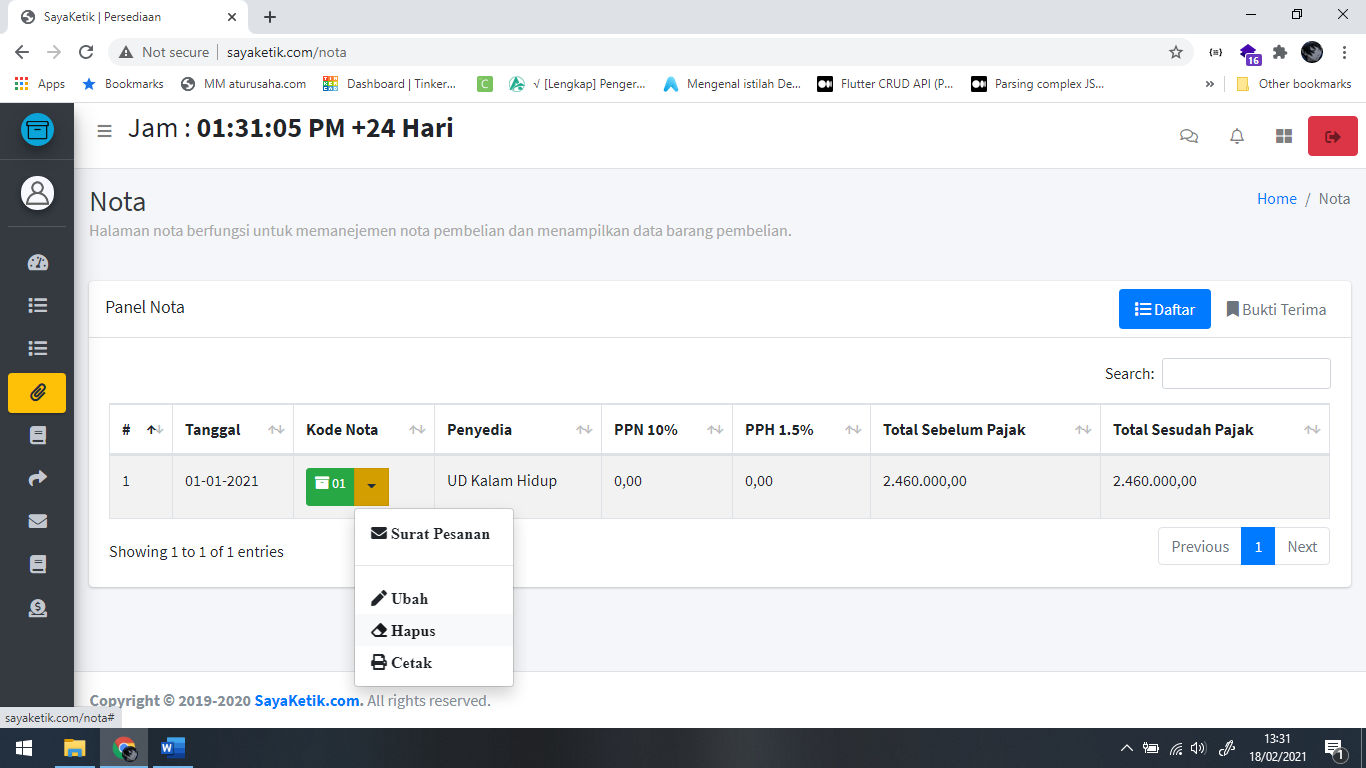 SayaKetik | Persediaan
Not secure | sayaketik.com/nota
16
Apps Bookmarks MM aturusaha.com Dashboard | Tinker... C √ [Lengkap] Penger... Mengenal istilah De... Flutter CRUD API (P... Parsing complex JS... » Other bookmarks
Jam : 01:31:05 PM +24 Hari
Nota
Home / Nota
Halaman nota berfungsi untuk memanejemen nota pembelian dan menampilkan data barang pembelian.
Panel Nota
Daftar Bukti Terima
Search:
# Tanggal Kode Nota Penyedia PPN 10% PPH 1.5% Total Sebelum Pajak Total Sesudah Pajak
1 01-01-2021 01 UD Kalam Hidup 0,00 0,00 2.460.000,00 2.460.000,00
Surat Pesanan
Ubah
Hapus
Cetak
Showing 1 to 1 of 1 entries
Previous 1 Next
Copyright © 2019-2020 SayaKetik.com. All rights reserved.
sayaketik.com/nota#
13:31
18/02/2021
1